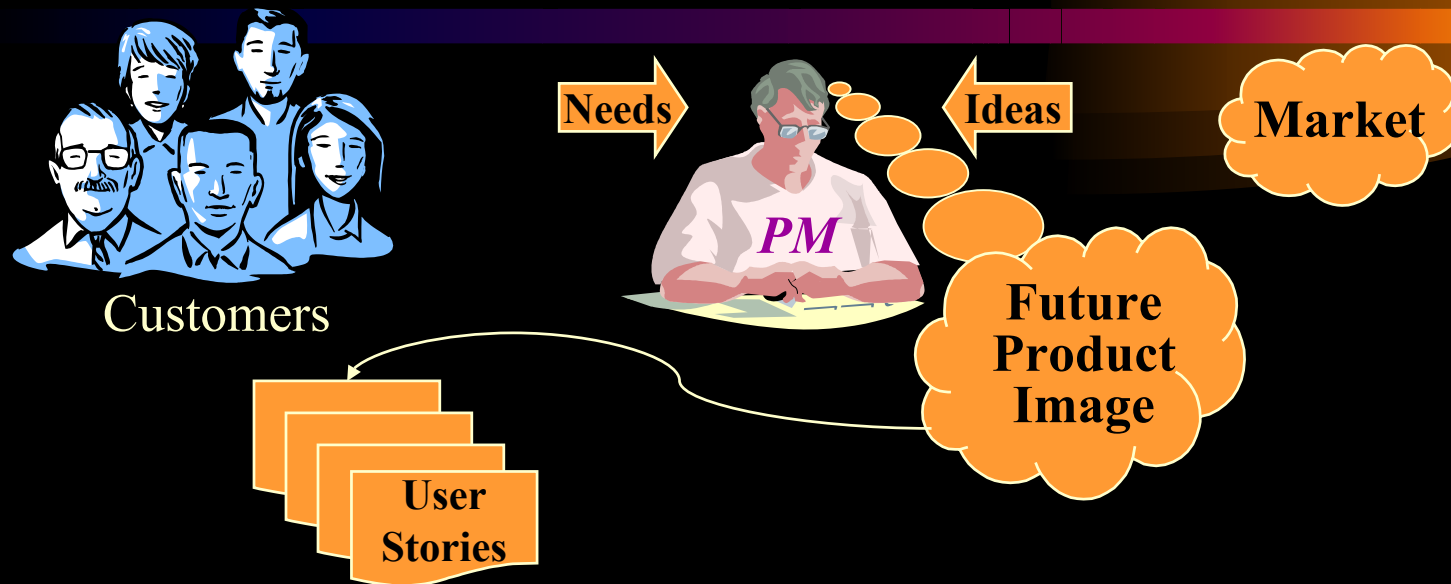 Needs
Ideas
Market
PM
Customers
Future
Product
Image
User
Stories